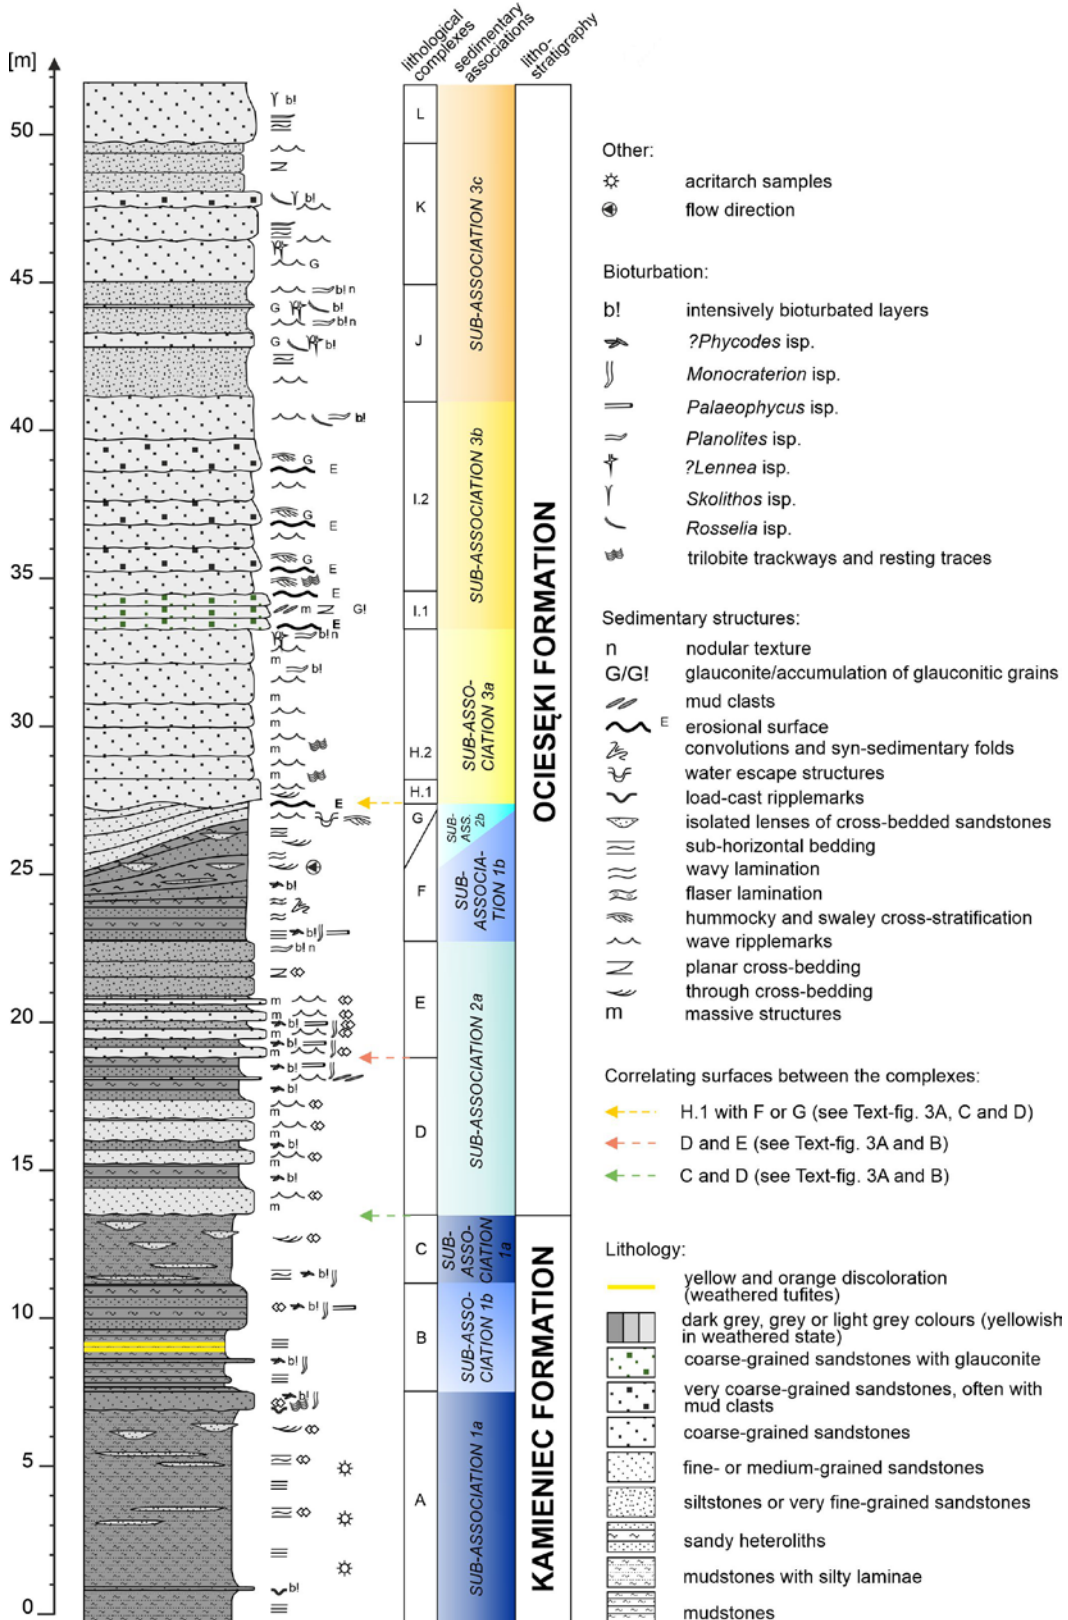 lithological
complexes
sedimentary
associations
litho-
stratigraphy
[m]
50
45
40
35
30
25
20
15
10
5
0
b!
b!
G
b! n
G b!
b! n
G b!
b!
G
E
G
E
G
E
E
m G!
E
b! n
m
b!
m
m
m
E
b!
b!
b! n
m
m
b!
m
b!
m
b!
b!
m
m
b!
m
b!
m
b!
b!
b!
b!
b!
L
K
J
I.2
I.1
H.2
H.1
G
F
E
D
C
B
A
SUB-ASSOCIATION 3c
SUB-ASSOCIATION 3b
SUB-ASSO-
CIATION 3a
SUB-
ASS.
2b
SUB-
ASSOCIA-
TION 1b
SUB-ASSOCIATION 2a
SUB-
ASSO-
CIATION
1a
SUB-ASSO-
CIATION 1b
SUB-ASSOCIATION 1a
OCIESĘKI FORMATION
KAMIENIEC FORMATION
Other:
acritarch samples
flow direction
Bioturbation:
b! intensively bioturbated layers
?Phycodes isp.
Monocraterion isp.
Palaeophycus isp.
Planolites isp.
?Lennea isp.
Skolithos isp.
Rosselia isp.
trilobite trackways and resting traces
Sedimentary structures:
n nodular texture
G/G! glauconite/accumulation of glauconitic grains
mud clasts
E erosional surface
convolutions and syn-sedimentary folds
water escape structures
load-cast ripplemarks
isolated lenses of cross-bedded sandstones
sub-horizontal bedding
wavy lamination
flaser lamination
hummocky and swaley cross-stratification
wave ripplemarks
planar cross-bedding
through cross-bedding
m massive structures
Correlating surfaces between the complexes:
H.1 with F or G (see Text-fig. 3A, C and D)
D and E (see Text-fig. 3A and B)
C and D (see Text-fig. 3A and B)
Lithology:
yellow and orange discoloration
(weathered tufites)
dark grey, grey or light grey colours (yellowish
in weathered state)
coarse-grained sandstones with glauconite
very coarse-grained sandstones, often with
mud clasts
coarse-grained sandstones
fine- or medium-grained sandstones
siltstones or very fine-grained sandstones
sandy heteroliths
mudstones with silty laminae
mudstones